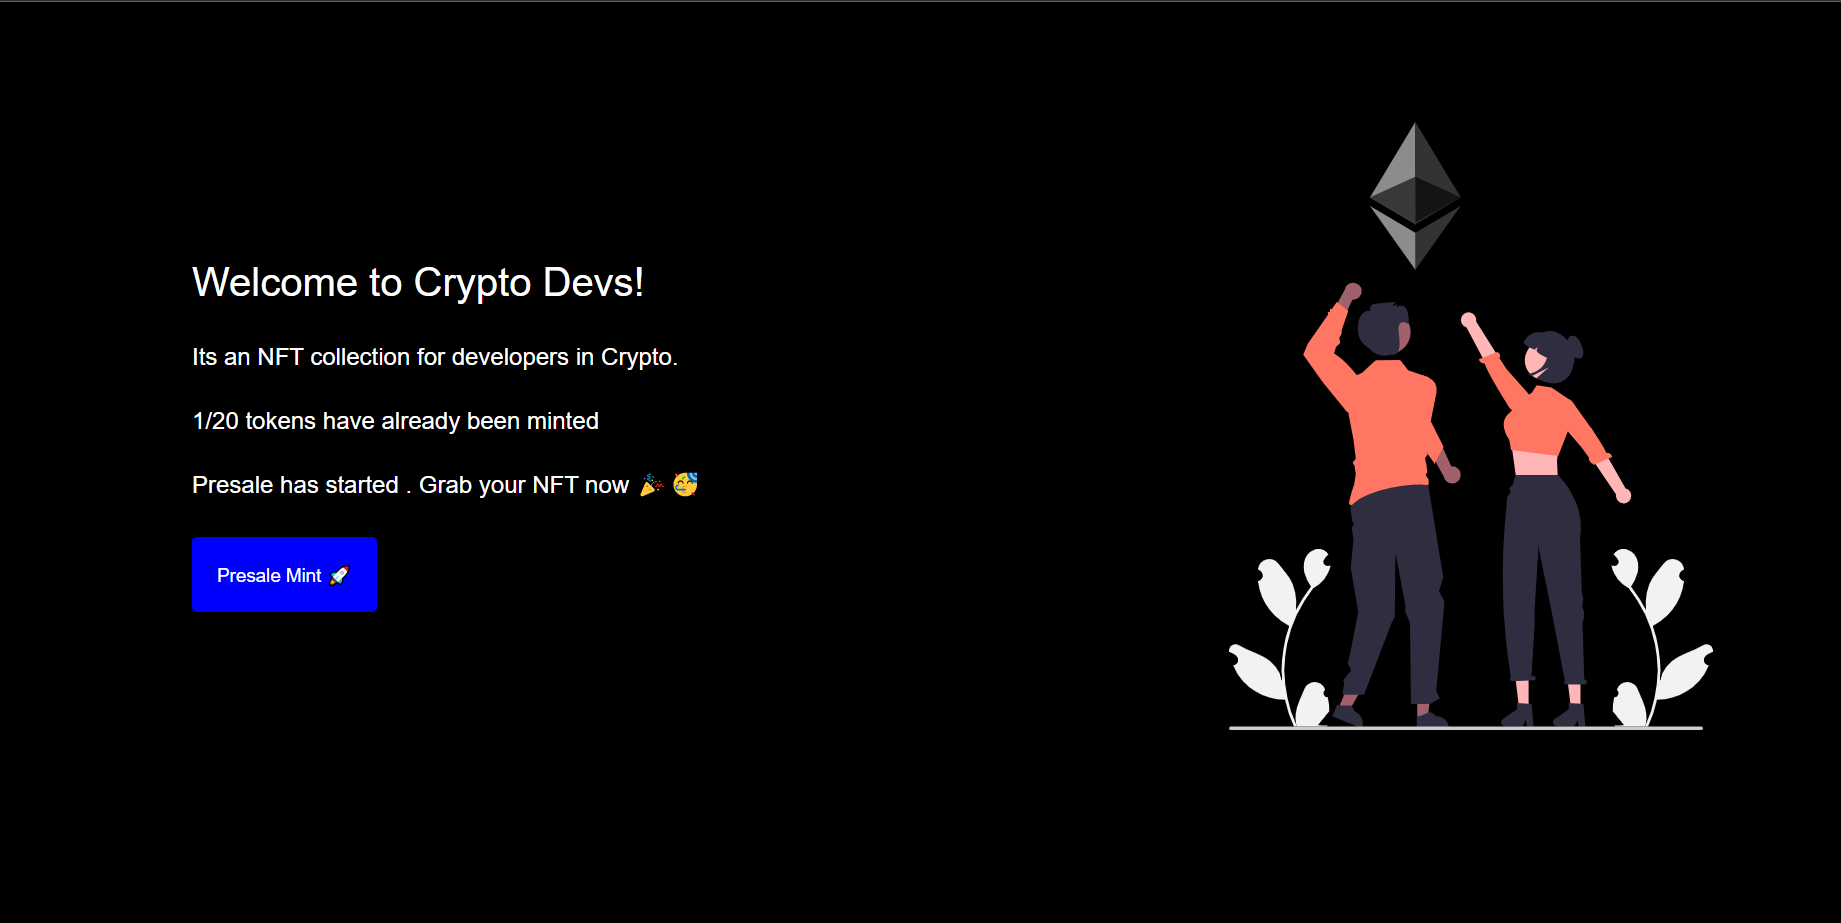 Welcome to Crypto Devs!
Its an NFT collection for developers in Crypto.
1/20 tokens have already been minted
Presale has started . Grab your NFT now 🎉 🥳
Presale Mint 🚀